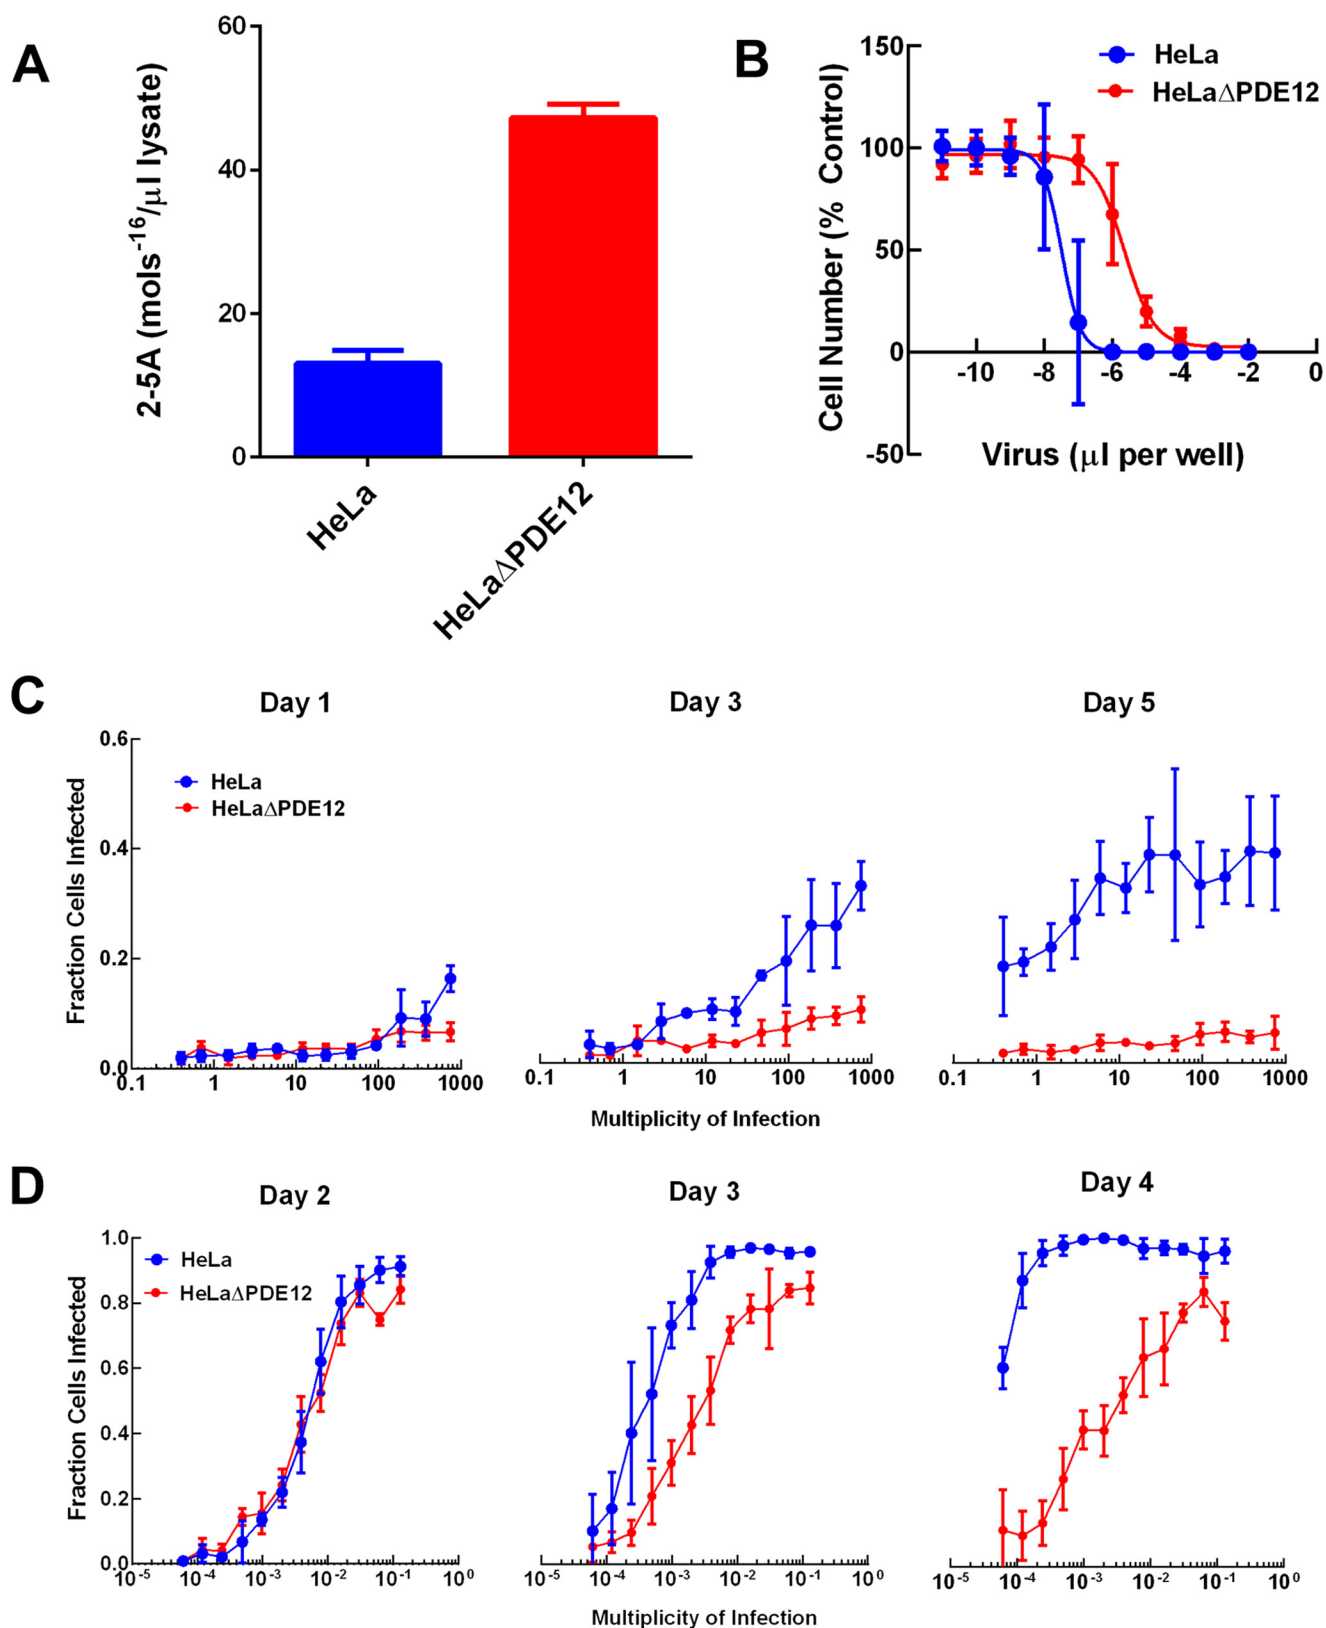 A
60
40
20
0
2-5A (mols⁻¹⁶/μl lysate)
HeLa
HeLaΔPDE12
B
HeLa
HeLaΔPDE12
150
100
50
0
-50
Cell Number (% Control)
-10 -8 -6 -4 -2 0
Virus (μl per well)
C
Day 1 Day 3 Day 5
0.6
0.4
0.2
0.0
Fraction Cells Infected
HeLa
HeLaΔPDE12
0.1 1 10 100 1000 0.1 1 10 100 1000 0.1 1 10 100 1000
Multiplicity of Infection
D
Day 2 Day 3 Day 4
1.0
0.8
0.6
0.4
0.2
0.0
Fraction Cells Infected
HeLa
HeLaΔPDE12
10⁻⁵ 10⁻⁴ 10⁻³ 10⁻² 10⁻¹ 10⁰ 10⁻⁵ 10⁻⁴ 10⁻³ 10⁻² 10⁻¹ 10⁰ 10⁻⁵ 10⁻⁴ 10⁻³ 10⁻² 10⁻¹ 10⁰
Multiplicity of Infection